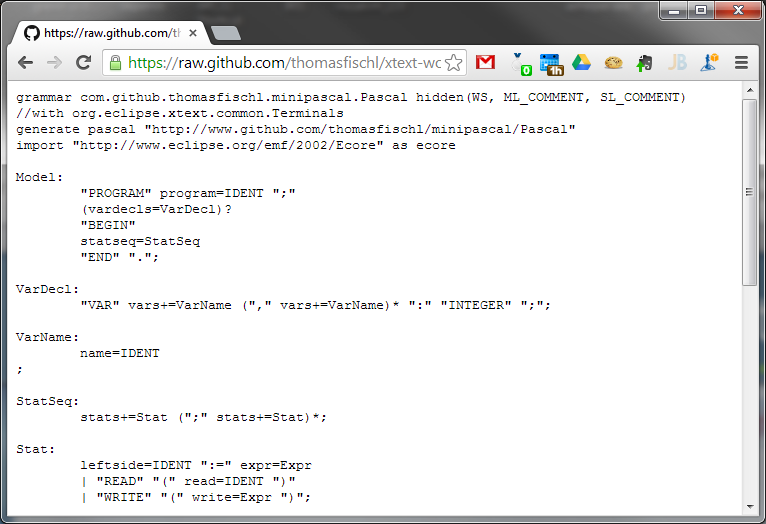 https://raw.github.com/th
https://raw.github.com/thomasfischl/xtext-wc
0
1h
JB
grammar com.github.thomasfischl.minipascal.Pascal hidden(WS, ML_COMMENT, SL_COMMENT)
//with org.eclipse.xtext.common.Terminals
generate pascal "http://www.github.com/thomasfischl/minipascal/Pascal"
import "http://www.eclipse.org/emf/2002/Ecore" as ecore
Model:
"PROGRAM" program=IDENT ";"
(vardecls=VarDecl)?
"BEGIN"
statseq=StatSeq
"END" ".";
VarDecl:
"VAR" vars+=VarName ("," vars+=VarName)* ":" "INTEGER" ";";
VarName:
name=IDENT
;
StatSeq:
stats+=Stat (";" stats+=Stat)*;
Stat:
leftside=IDENT ":=" expr=Expr
| "READ" "(" read=IDENT ")"
| "WRITE" "(" write=Expr ")";